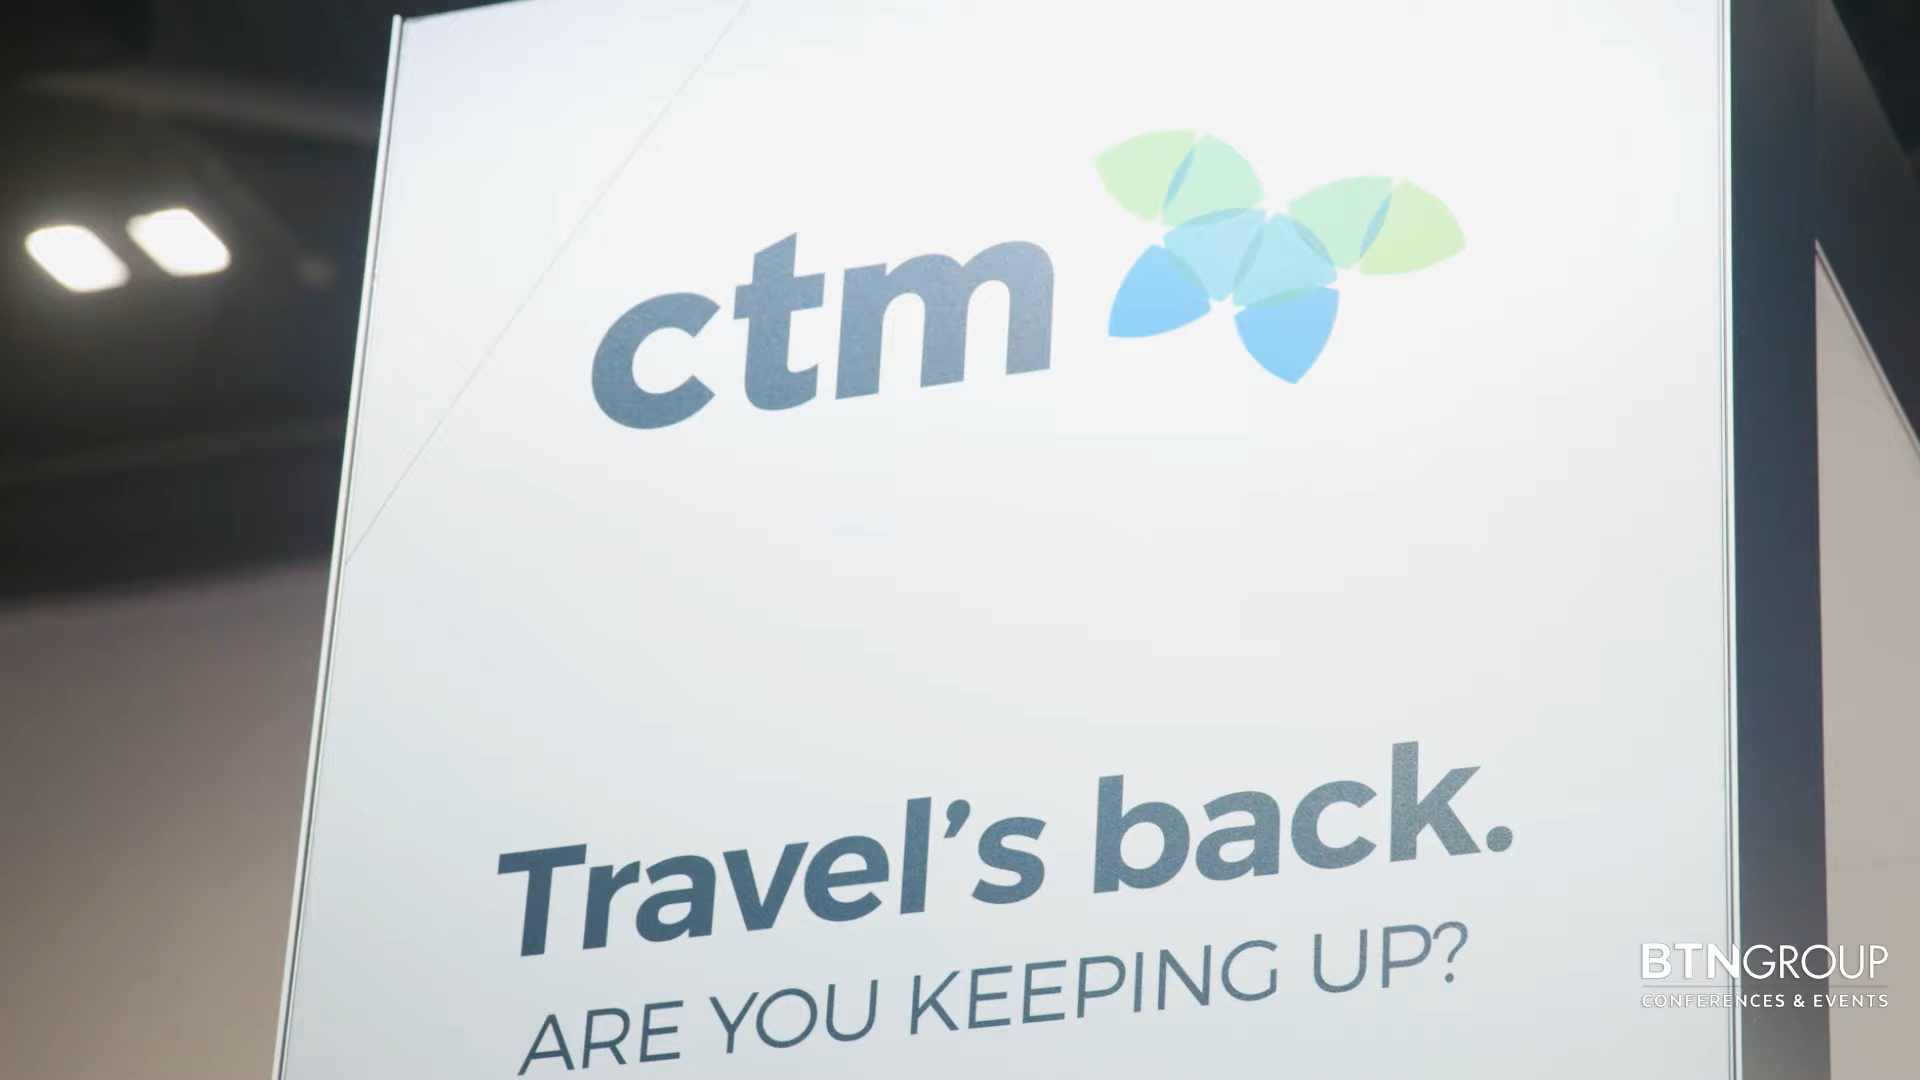 ctm
Travel's back.
ARE YOU KEEPING UP?
BTNGROUP
CONFERENCES & EVENTS